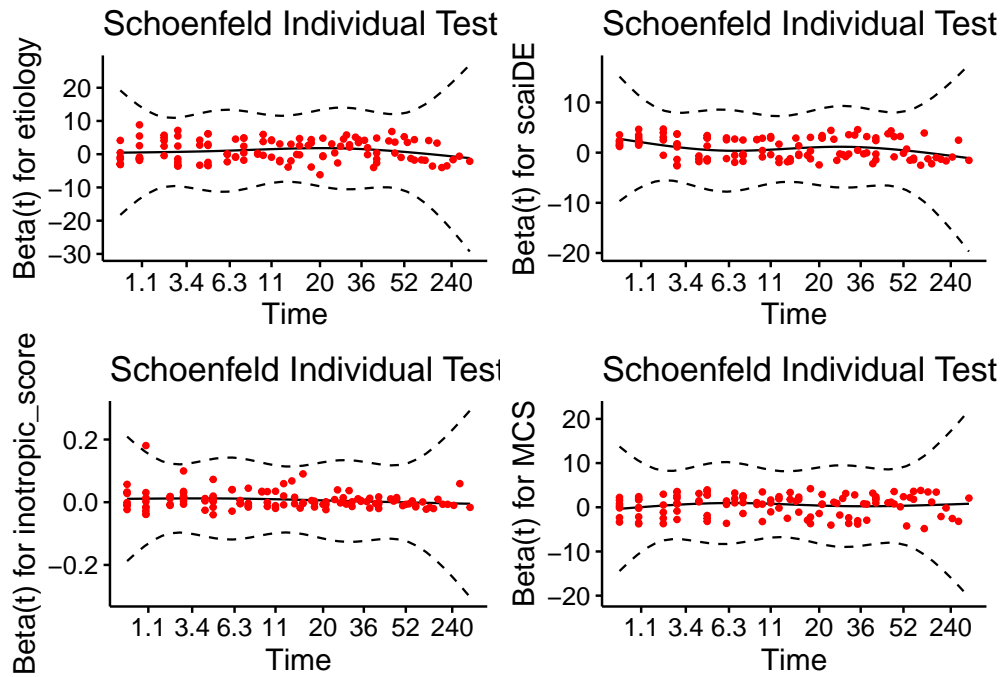 Schoenfeld Individual Test
Beta(t) for etiology
20
10
0
−10
−20
−30
1.1 3.4 6.3 11 20 36 52 240
Time
Schoenfeld Individual Test
Beta(t) for scaiDE
10
0
−10
−20
1.1 3.4 6.3 11 20 36 52 240
Time
Schoenfeld Individual Test
Beta(t) for inotropic_score
0.2
0.0
−0.2
1.1 3.4 6.3 11 20 36 52 240
Time
Schoenfeld Individual Test
Beta(t) for MCS
20
10
0
−10
−20
1.1 3.4 6.3 11 20 36 52 240
Time